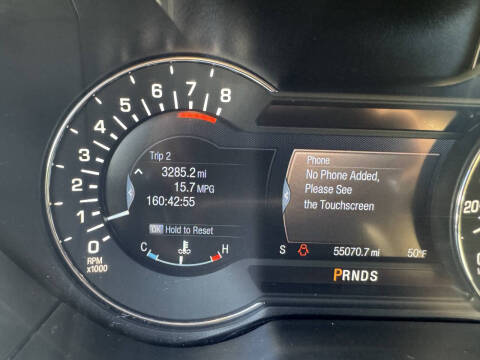 8
7
6
5
4
3
2
1
0
RPM
x1000
Trip 2
3285.2 mi
15.7 MPG
160:42:55
OK Hold to Reset
C H
Phone
No Phone Added,
Please See
the Touchscreen
S 55070.7 mi 50°F
PRNDS
20